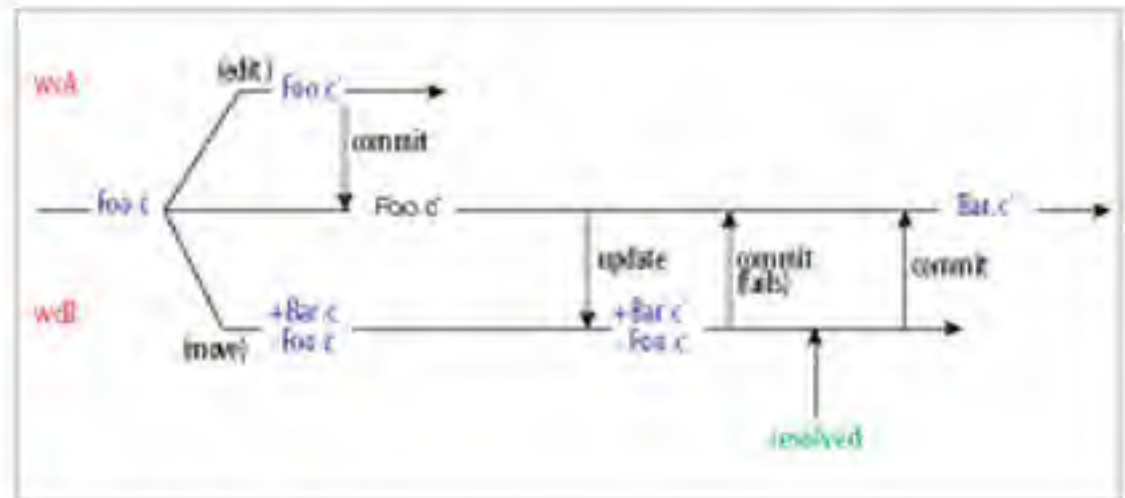 (edit)
wcA
Foo.c'
commit
Foo.c
Foo.c'
Bar.c'
update
commit
(fails)
commit
wcB
+Bar.c
-Foo.c
+Bar.c'
-Foo.c'
(move)
resolved